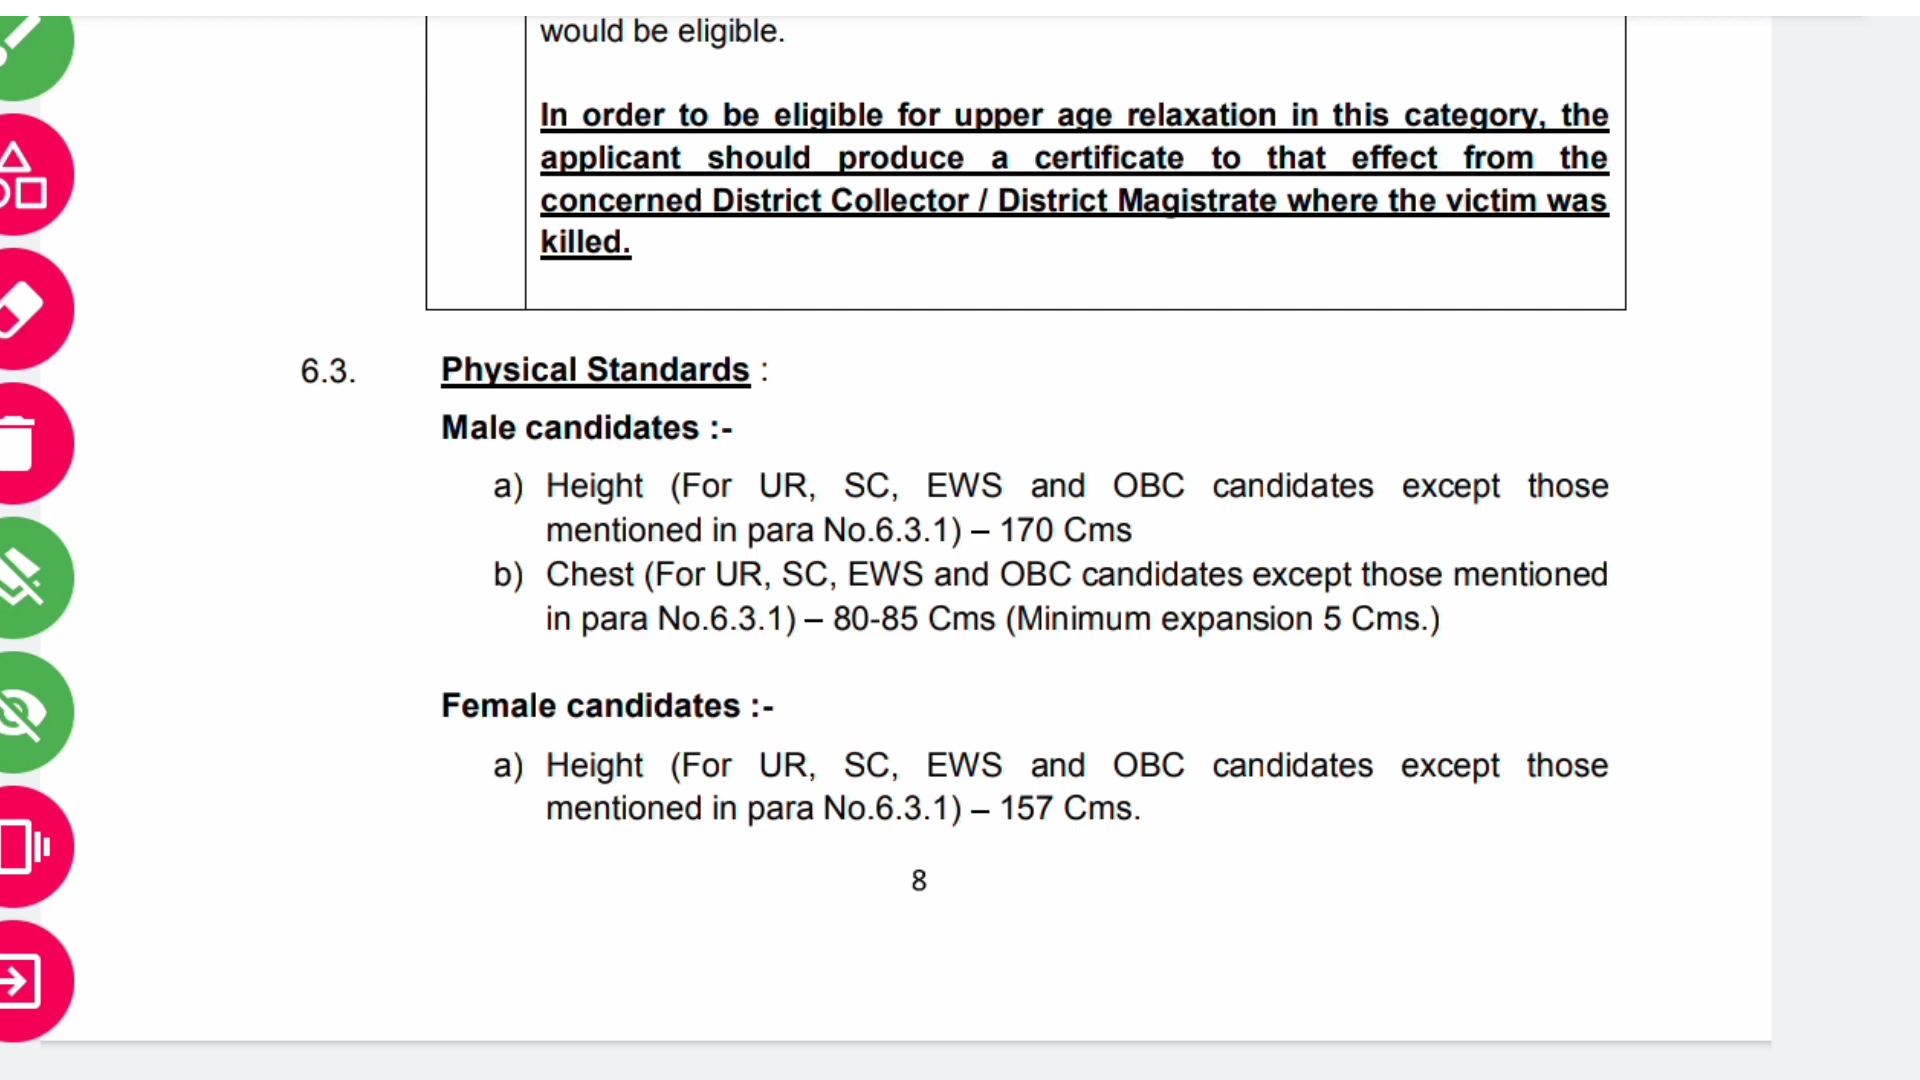 would be eligible.
In order to be eligible for upper age relaxation in this category, the
applicant should produce a certificate to that effect from the
concerned District Collector / District Magistrate where the victim was
killed.
6.3. Physical Standards :
Male candidates :-
a) Height (For UR, SC, EWS and OBC candidates except those
mentioned in para No.6.3.1) – 170 Cms
b) Chest (For UR, SC, EWS and OBC candidates except those mentioned
in para No.6.3.1) – 80-85 Cms (Minimum expansion 5 Cms.)
Female candidates :-
a) Height (For UR, SC, EWS and OBC candidates except those
mentioned in para No.6.3.1) – 157 Cms.
8